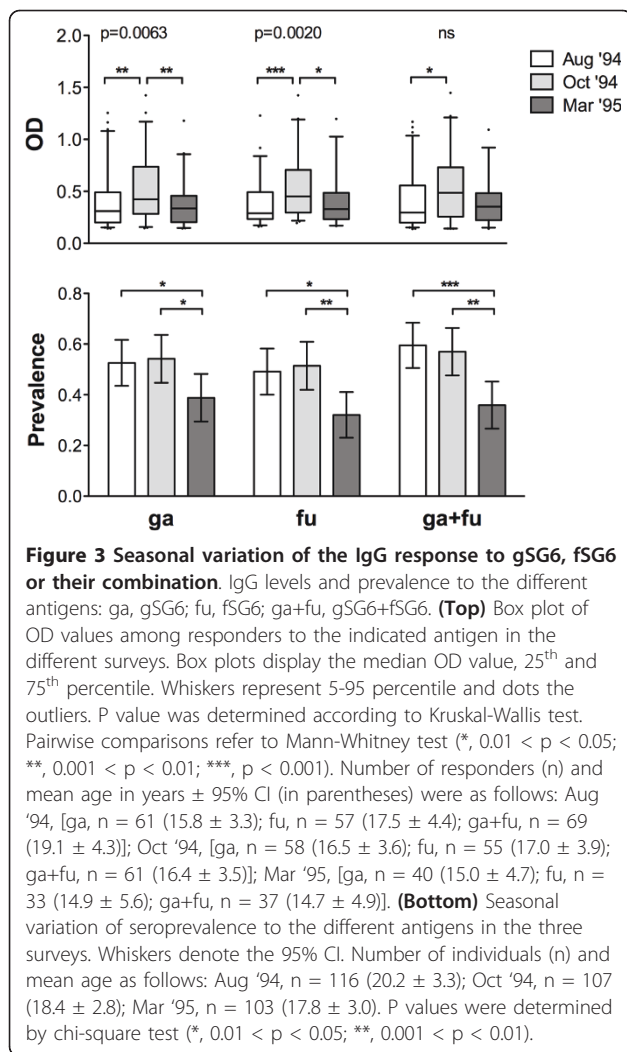 p=0.0063 p=0.0020 ns
2.0
1.5
1.0
0.5
0.0
OD
** ** *** * *
Aug '94
Oct '94
Mar '95
0.8
0.6
0.4
0.2
0.0
Prevalence
* * * ** *** **
ga fu ga+fu
Figure 3 Seasonal variation of the IgG response to gSG6, fSG6
or their combination. IgG levels and prevalence to the different
antigens: ga, gSG6; fu, fSG6; ga+fu, gSG6+fSG6. (Top) Box plot of
OD values among responders to the indicated antigen in the
different surveys. Box plots display the median OD value, 25th and
75th percentile. Whiskers represent 5-95 percentile and dots the
outliers. P value was determined according to Kruskal-Wallis test.
Pairwise comparisons refer to Mann-Whitney test (*, 0.01 < p < 0.05;
**, 0.001 < p < 0.01; ***, p < 0.001). Number of responders (n) and
mean age in years ± 95% CI (in parentheses) were as follows: Aug
'94, [ga, n = 61 (15.8 ± 3.3); fu, n = 57 (17.5 ± 4.4); ga+fu, n = 69
(19.1 ± 4.3)]; Oct '94, [ga, n = 58 (16.5 ± 3.6); fu, n = 55 (17.0 ± 3.9);
ga+fu, n = 61 (16.4 ± 3.5)]; Mar '95, [ga, n = 40 (15.0 ± 4.7); fu, n =
33 (14.9 ± 5.6); ga+fu, n = 37 (14.7 ± 4.9)]. (Bottom) Seasonal
variation of seroprevalence to the different antigens in the three
surveys. Whiskers denote the 95% CI. Number of individuals (n) and
mean age as follows: Aug '94, n = 116 (20.2 ± 3.3); Oct '94, n = 107
(18.4 ± 2.8); Mar '95, n = 103 (17.8 ± 3.0). P values were determined
by chi-square test (*, 0.01 < p < 0.05; **, 0.001 < p < 0.01).